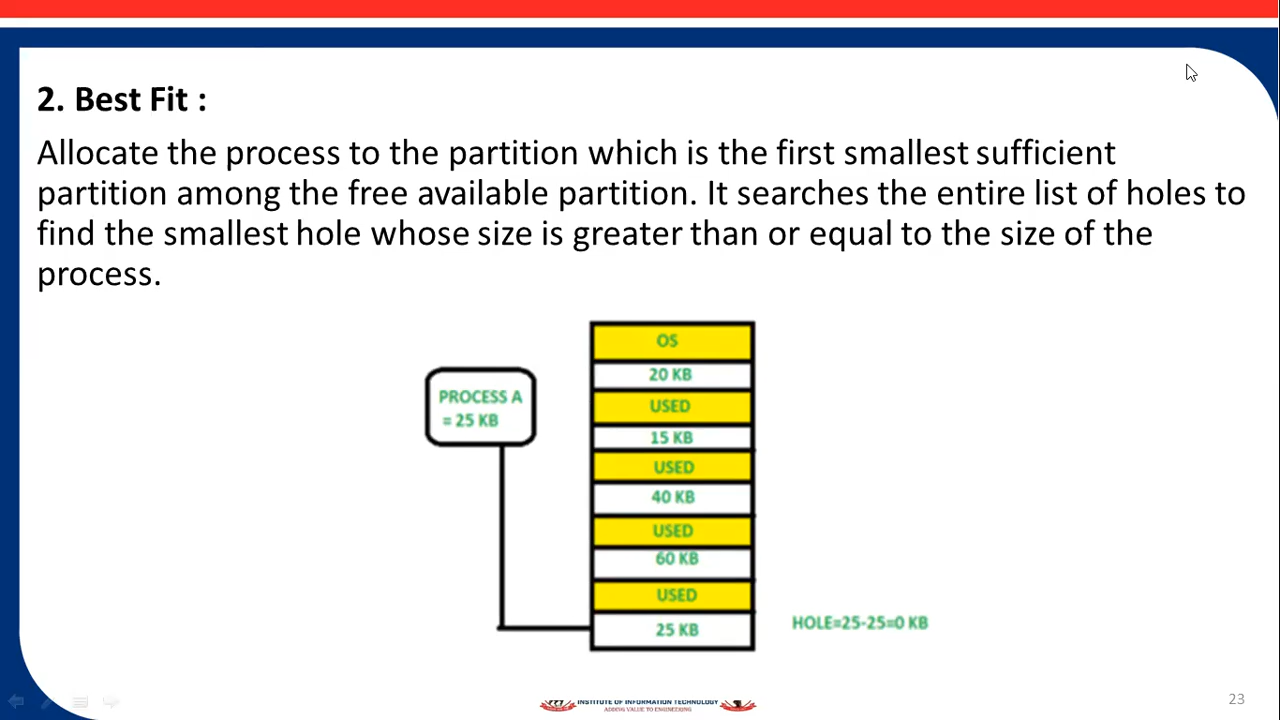 2. Best Fit :
Allocate the process to the partition which is the first smallest sufficient
partition among the free available partition. It searches the entire list of holes to
find the smallest hole whose size is greater than or equal to the size of the
process.
OS
20 KB
PROCESS A
= 25 KB
USED
15 KB
USED
40 KB
USED
60 KB
USED
25 KB
HOLE=25-25=0 KB
INSTITUTE OF INFORMATION TECHNOLOGY
ADDING VALUE TO ENGINEERING
23